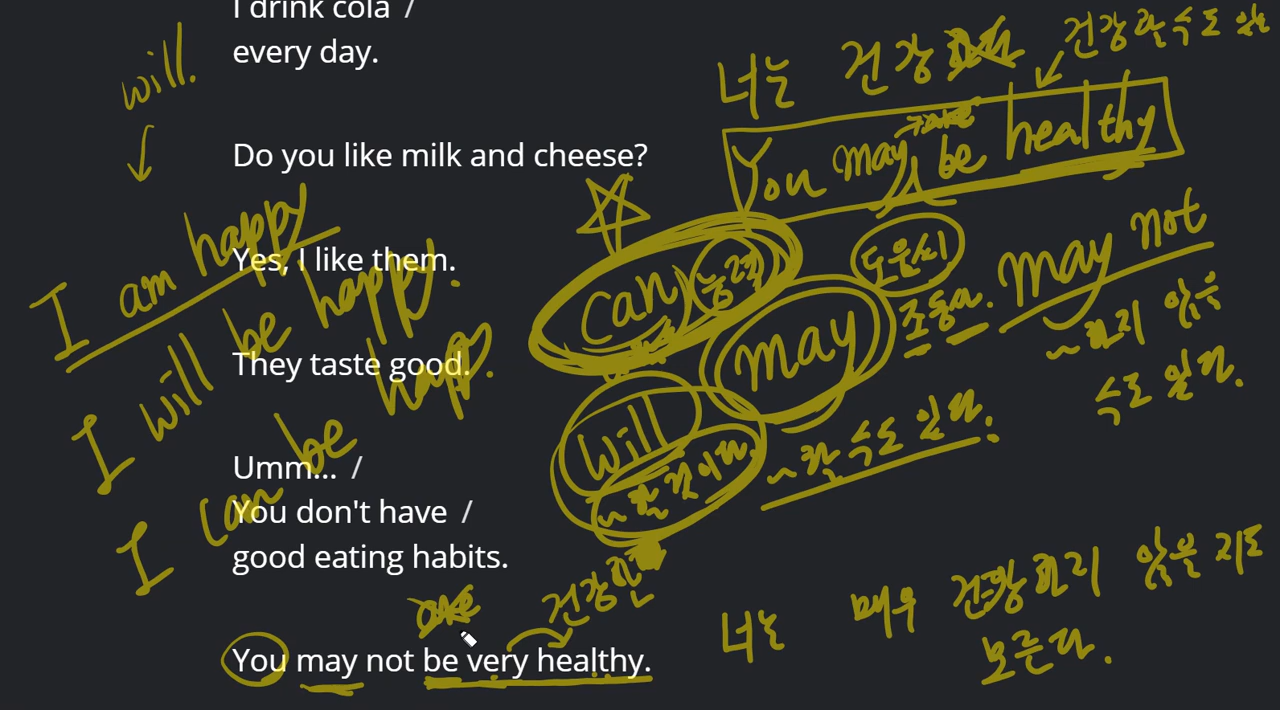 I drink cola /
every day.
Do you like milk and cheese?
Yes, I like them.
They taste good.
Umm... /
You don't have /
good eating habits.
You may not be very healthy.
will.
I am happy
I will be happy.
I can be happy.
건강한
너는 건강
건강할수도 있는
You may be healthy
can 능력
may
도움씨
조동사.
may not
~하지 않을
수도 있다.
will
~할 것이다.
~할 수도 있다.
너는 매우 건강하지 않을 지도
모른다.